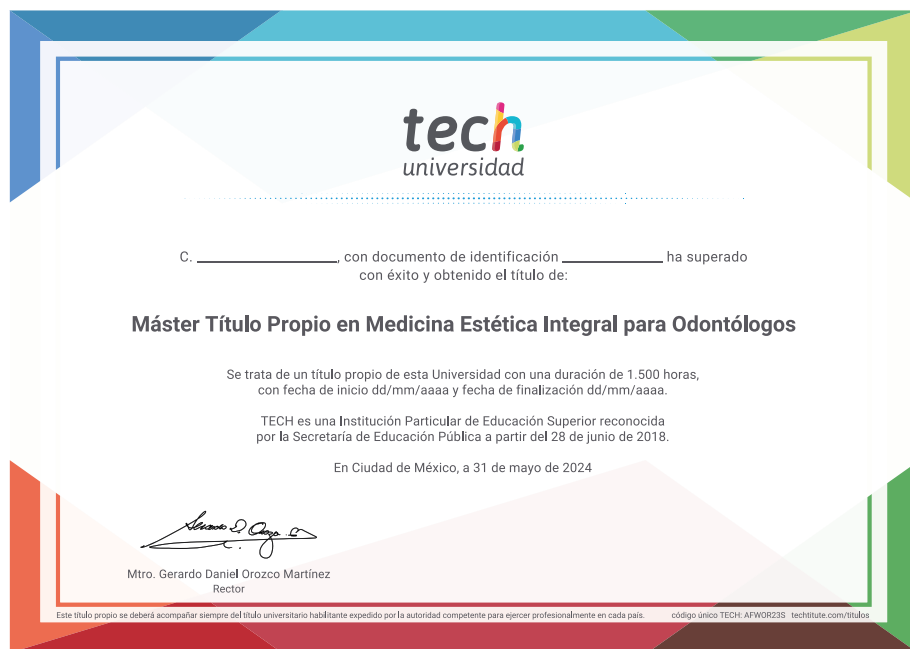 tech
universidad
C. ____________, con documento de identificación ____________ ha superado
con éxito y obtenido el título de:
Máster Título Propio en Medicina Estética Integral para Odontólogos
Se trata de un título propio de esta Universidad con una duración de 1.500 horas,
con fecha de inicio dd/mm/aaaa y fecha de finalización dd/mm/aaaa.
TECH es una Institución Particular de Educación Superior reconocida
por la Secretaría de Educación Pública a partir del 28 de junio de 2018.
En Ciudad de México, a 31 de mayo de 2024
Mtro. Gerardo Daniel Orozco Martínez
Rector
Este título propio se deberá acompañar siempre del título universitario habilitante expedido por la autoridad competente para ejercer profesionalmente en cada país. código único TECH: AFWOR23S techtitute.com/titulos